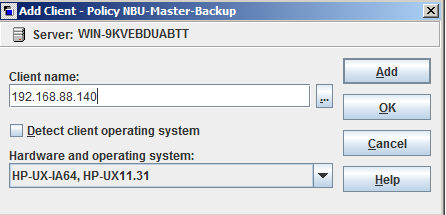 Add Client - Policy NBU-Master-Backup
Server: WIN-9KVEBDUABTT
Client name:
192.168.88.140
...
Add
OK
Detect client operating system
Cancel
Hardware and operating system:
HP-UX-IA64, HP-UX11.31
Help